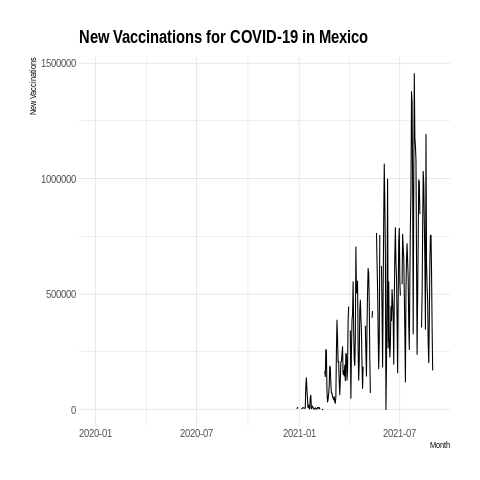 New Vaccinations for COVID-19 in Mexico
New Vaccinations
1500000
1000000
500000
0
2020-01 2020-07 2021-01 2021-07
Month